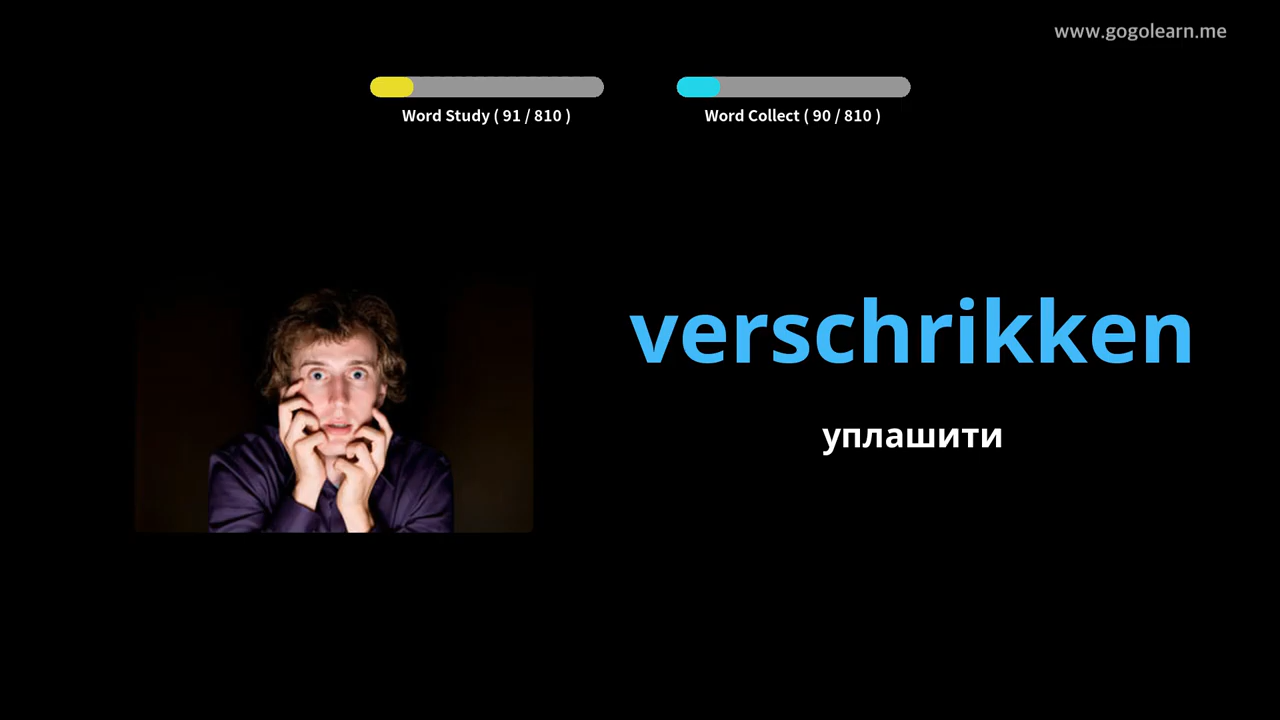 www.gogolearn.me
Word Study ( 91 / 810 )
Word Collect ( 90 / 810 )
verschrikken
уплашити